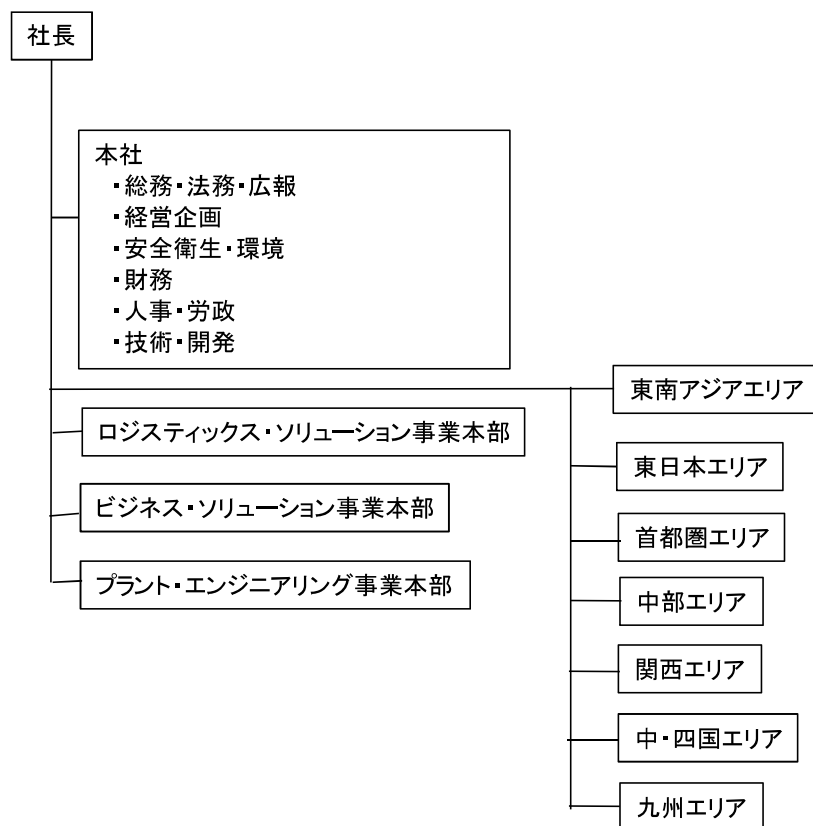 社長
本社
・総務・法務・広報
・経営企画
・安全衛生・環境
・財務
・人事・労政
・技術・開発
東南アジアエリア
ロジスティックス・ソリューション事業本部
東日本エリア
ビジネス・ソリューション事業本部
首都圏エリア
プラント・エンジニアリング事業本部
中部エリア
関西エリア
中・四国エリア
九州エリア